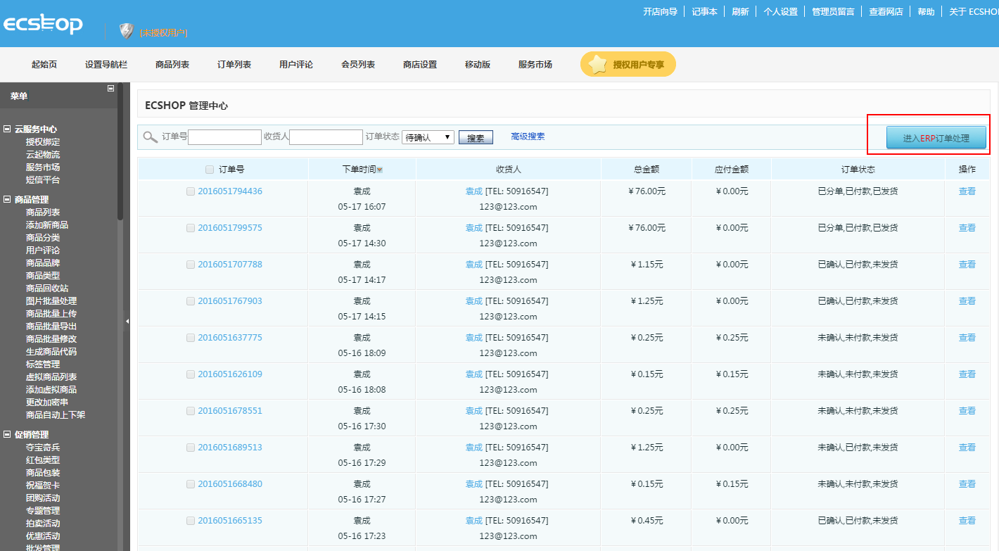 开店向导 记事本 刷新 个人设置 管理员留言 查看网店 帮助 关于 ECSHO
ecshop
[未授权用户]
起始页 设置导航栏 商品列表 订单列表 用户评论 会员列表 商店设置 移动版 服务市场 授权用户专享
菜单
云服务中心
授权绑定
云起物流
服务市场
短信平台
商品管理
商品列表
添加新商品
商品分类
用户评论
商品品牌
商品类型
商品回收站
图片批量处理
商品批量上传
商品批量导出
商品批量修改
生成商品代码
标签管理
虚拟商品列表
添加虚拟商品
更改加密串
商品自动上下架
促销管理
夺宝奇兵
红包类型
商品包装
祝福贺卡
团购活动
专题管理
拍卖活动
优惠活动
批发管理
ECSHOP 管理中心
订单号 收货人 订单状态 待确认 搜索 高级搜索 进入ERP订单处理
订单号 下单时间 收货人 总金额 应付金额 订单状态 操作
2016051794436 袁成 袁成 [TEL: 50916547] ￥76.00元 ￥0.00元 已分单,已付款,已发货 查看
05-17 16:07 123@123.com
2016051799575 袁成 袁成 [TEL: 50916547] ￥76.00元 ￥0.00元 已分单,已付款,已发货 查看
05-17 14:30 123@123.com
2016051707788 袁成 袁成 [TEL: 50916547] ￥1.15元 ￥0.00元 已确认,已付款,未发货 查看
05-17 14:17 123@123.com
2016051767903 袁成 袁成 [TEL: 50916547] ￥1.25元 ￥0.00元 已确认,已付款,未发货 查看
05-17 14:15 123@123.com
2016051637775 袁成 袁成 [TEL: 50916547] ￥0.25元 ￥0.25元 未确认,未付款,未发货 查看
05-16 18:09 123@123.com
2016051626109 袁成 袁成 [TEL: 50916547] ￥0.15元 ￥0.15元 未确认,未付款,未发货 查看
05-16 18:08 123@123.com
2016051678551 袁成 袁成 [TEL: 50916547] ￥0.25元 ￥0.25元 未确认,未付款,未发货 查看
05-16 17:30 123@123.com
2016051689513 袁成 袁成 [TEL: 50916547] ￥1.25元 ￥0.00元 未确认,已付款,未发货 查看
05-16 17:29 123@123.com
2016051668480 袁成 袁成 [TEL: 50916547] ￥0.15元 ￥0.15元 未确认,未付款,未发货 查看
05-16 17:27 123@123.com
2016051665135 袁成 袁成 [TEL: 50916547] ￥0.45元 ￥0.00元 已确认,已付款,未发货 查看
05-16 17:23 123@123.com